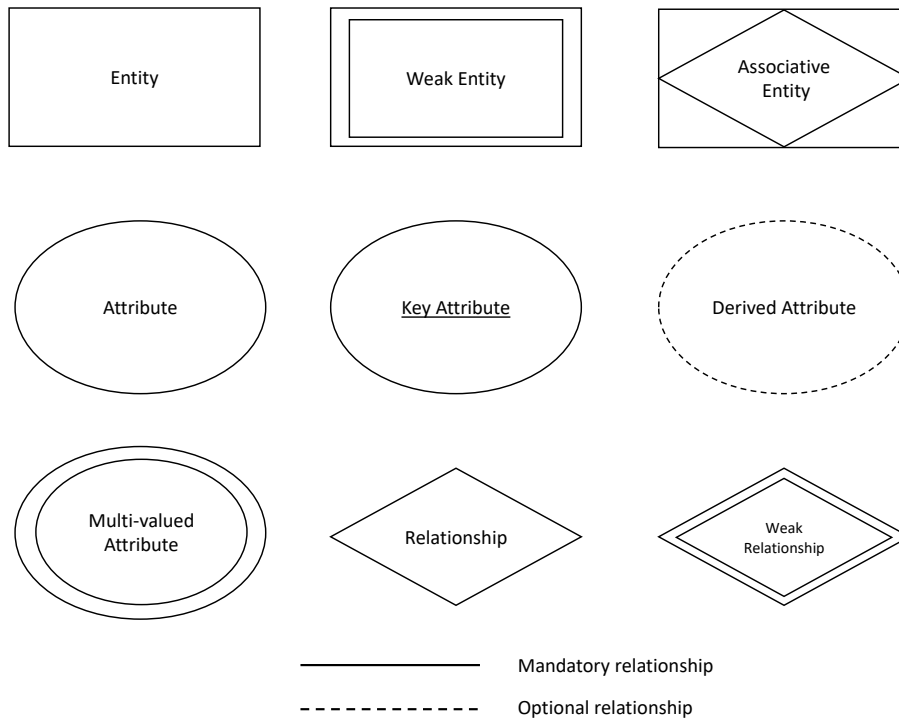 Entity
Weak Entity
Associative
Entity
Attribute
Key Attribute
Derived Attribute
Multi-valued
Attribute
Relationship
Weak
Relationship
Mandatory relationship
Optional relationship